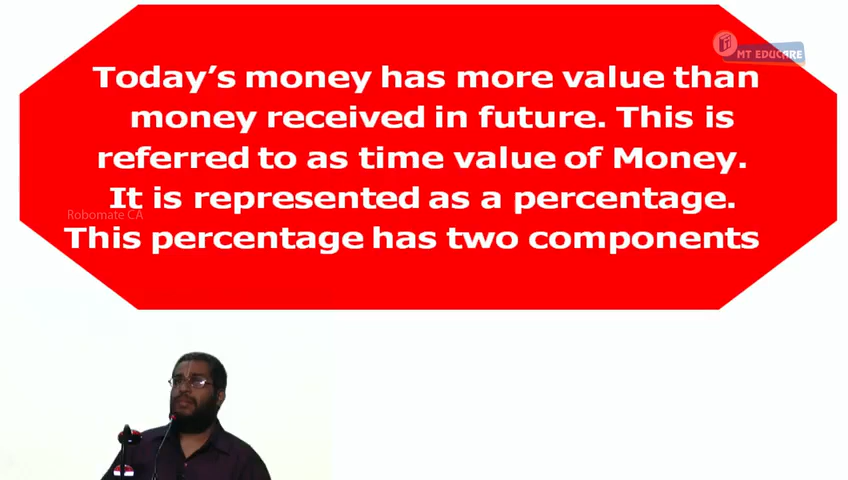 MT EDUCARE
Today's money has more value than
money received in future. This is
referred to as time value of Money.
It is represented as a percentage.
Robomate CA
This percentage has two components